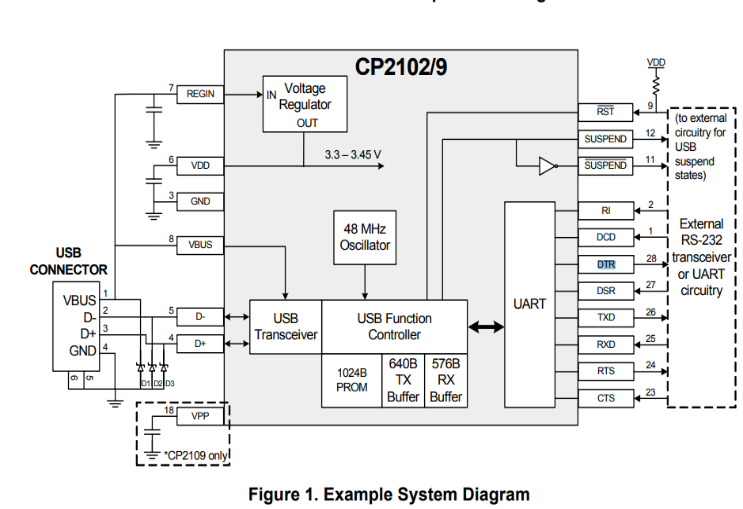 CP2102/9
7
REGIN
IN
Voltage
Regulator
OUT
3.3 – 3.45 V
6
VDD
3
GND
48 MHz
Oscillator
8
VBUS
USB
CONNECTOR
VBUS
D-
D+
GND
1
2
3
4
6
5
D1
D2
D3
5
D-
4
D+
USB
Transceiver
USB Function
Controller
1024B
PROM
640B
TX
Buffer
576B
RX
Buffer
UART
18
VPP
*CP2109 only
VDD
RST
9
SUSPEND
12
SUSPEND
11
RI
2
DCD
1
DTR
28
DSR
27
TXD
26
RXD
25
RTS
24
CTS
23
(to external
circuitry for
USB
suspend
states)
External
RS-232
transceiver
or UART
circuitry
Figure 1. Example System Diagram